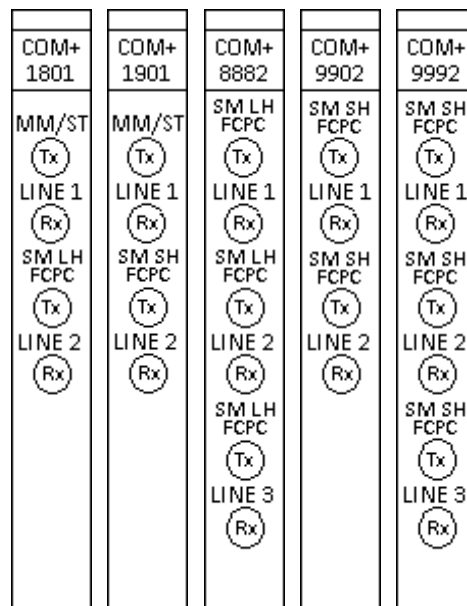 COM+
1801
MM/ST
Tx
LINE 1
Rx
SM LH
FCPC
Tx
LINE 2
Rx
COM+
1901
MM/ST
Tx
LINE 1
Rx
SM SH
FCPC
Tx
LINE 2
Rx
COM+
8882
SM LH
FCPC
Tx
LINE 1
Rx
SM LH
FCPC
Tx
LINE 2
Rx
SM LH
FCPC
Tx
LINE 3
Rx
COM+
9902
SM SH
FCPC
Tx
LINE 1
Rx
SM SH
FCPC
Tx
LINE 2
Rx
COM+
9992
SM SH
FCPC
Tx
LINE 1
Rx
SM SH
FCPC
Tx
LINE 2
Rx
SM SH
FCPC
Tx
LINE 3
Rx